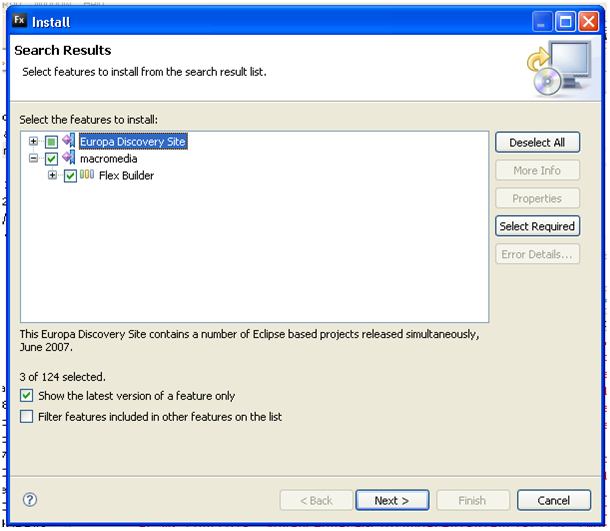 Fx Install
Search Results
Select features to install from the search result list.
Select the features to install:
Europa Discovery Site
macromedia
Flex Builder
Deselect All
More Info
Properties
Select Required
Error Details...
This Europa Discovery Site contains a number of Eclipse based projects released simultaneously,
June 2007.
3 of 124 selected.
Show the latest version of a feature only
Filter features included in other features on the list
?
< Back
Next >
Finish
Cancel